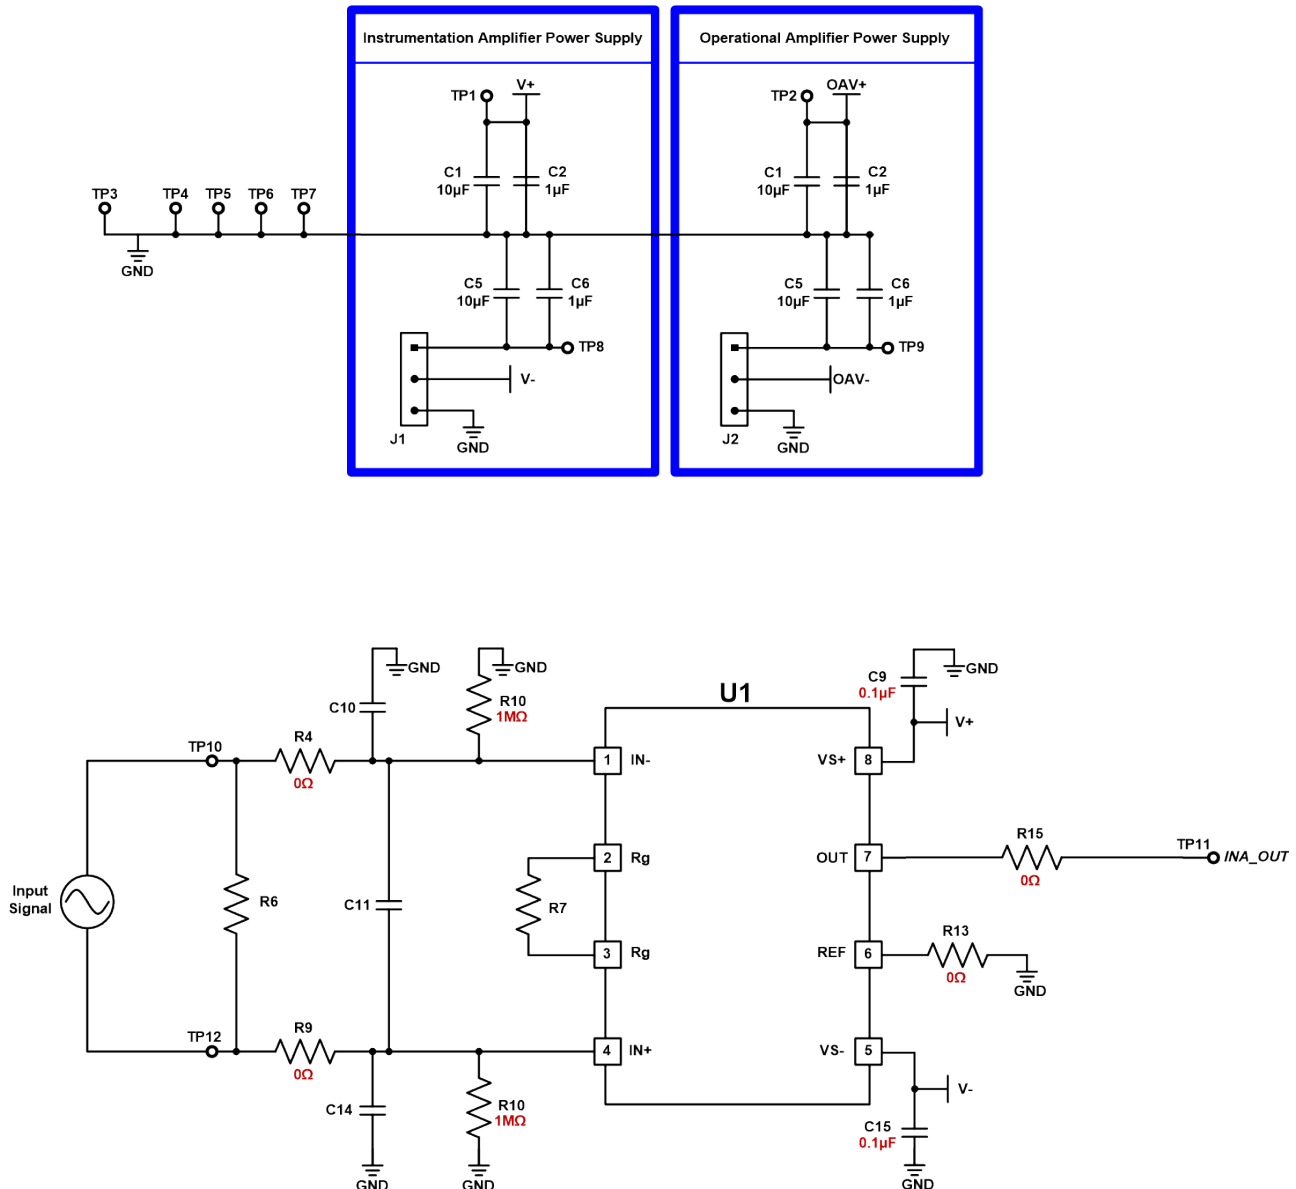 Instrumentation Amplifier Power Supply
Operational Amplifier Power Supply
TP1
V+
TP2
OAV+
C1
10µF
C2
1µF
C1
10µF
C2
1µF
TP3
TP4
TP5
TP6
TP7
GND
C5
10µF
C6
1µF
C5
10µF
C6
1µF
TP8
TP9
V-
OAV-
J1
GND
J2
GND
GND
GND
GND
C10
R10
1MΩ
U1
C9
0.1µF
V+
TP10
R4
0Ω
1
IN-
VS+
8
Input
Signal
R6
C11
R7
2
Rg
OUT
7
R15
0Ω
TP11
INA_OUT
3
Rg
REF
6
R13
0Ω
GND
TP12
R9
0Ω
4
IN+
VS-
5
V-
C14
R10
1MΩ
C15
0.1µF
GND
GND
GND